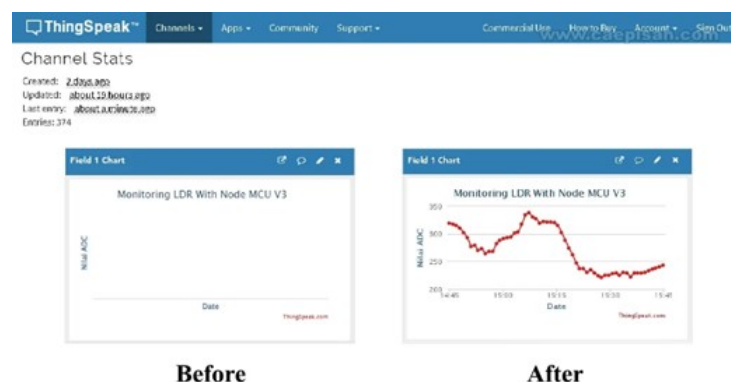 ThingSpeak™ Channels Apps Community Support Commercial Use How to Buy Account Sign Out
www.caepisan.com
Channel Stats
Created: 2 days ago
Updated: about 19 hours ago
Last entry: about a minute ago
Entries: 374
Field 1 Chart
Monitoring LDR With Node MCU V3
Nilai ADC
Date
ThingSpeak.com
Before
Field 1 Chart
Monitoring LDR With Node MCU V3
350
300
250
200
Nilai ADC
14:45 15:00 15:15 15:30 15:45
Date
ThingSpeak.com
After